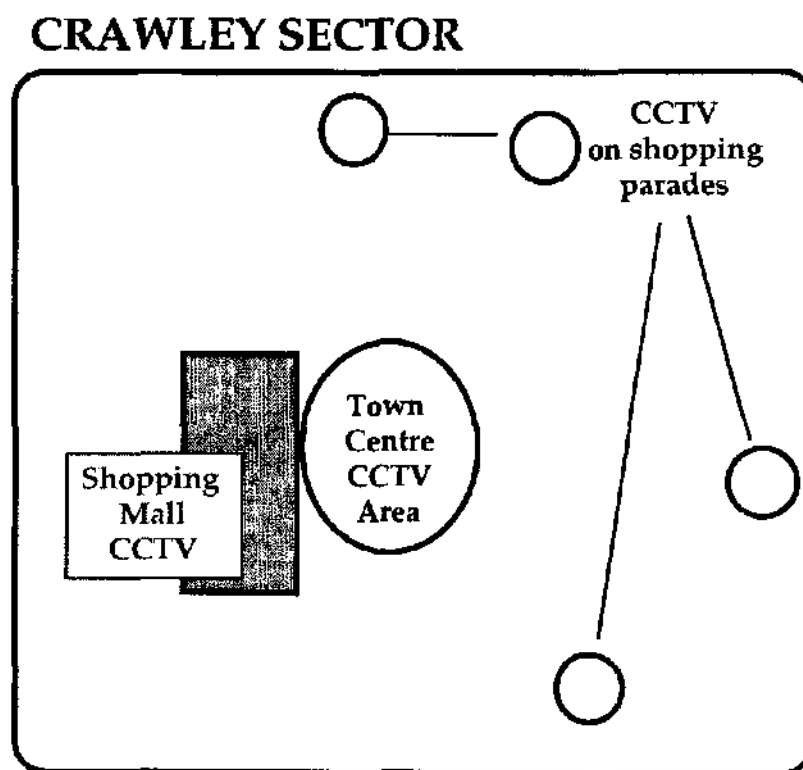 CRAWLEY SECTOR
CCTV
on shopping
parades
Town
Centre
CCTV
Area
Shopping
Mall
CCTV